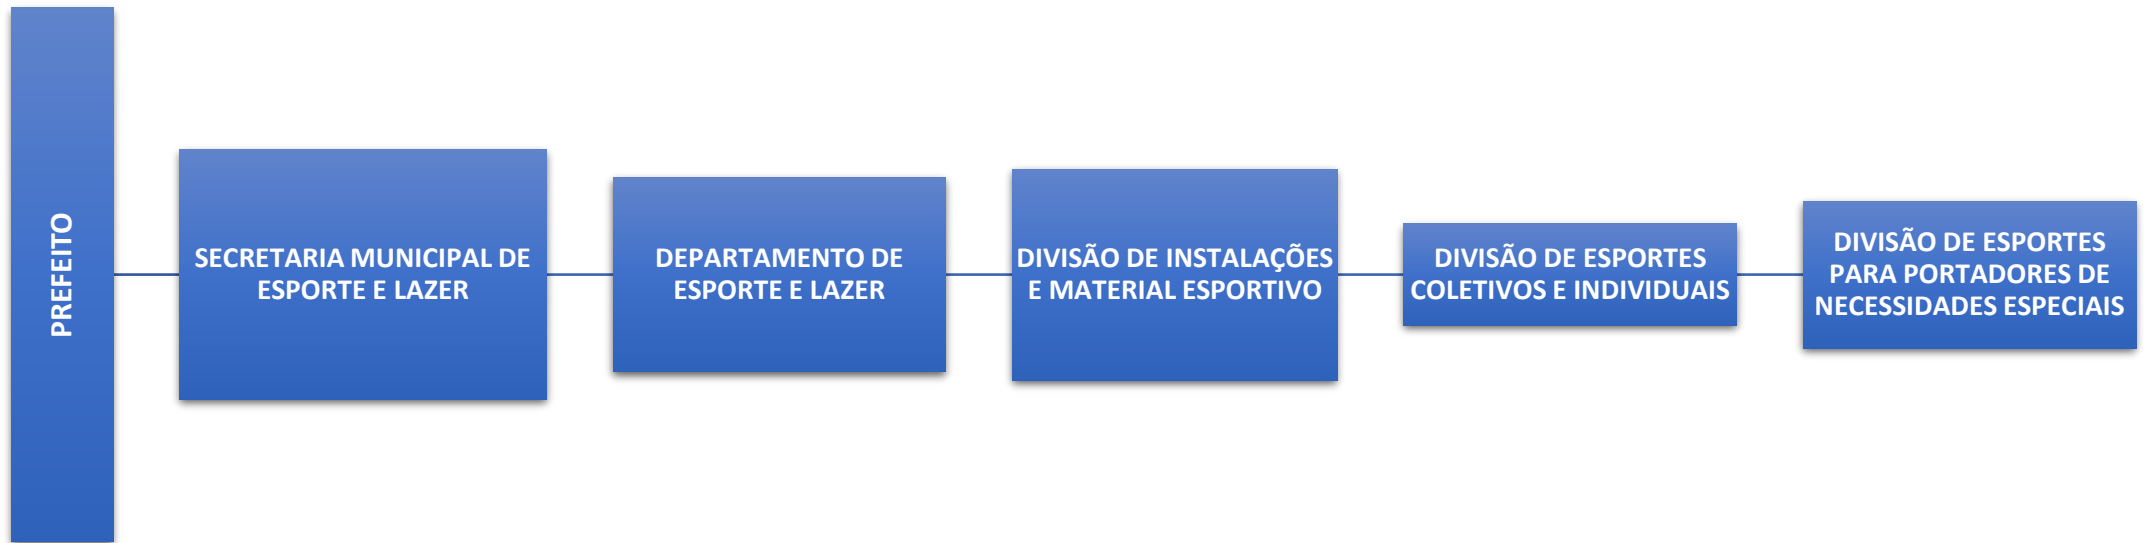 PREFEITO
SECRETARIA MUNICIPAL DE
ESPORTE E LAZER
DEPARTAMENTO DE
ESPORTE E LAZER
DIVISÃO DE INSTALAÇÕES
E MATERIAL ESPORTIVO
DIVISÃO DE ESPORTES
COLETIVOS E INDIVIDUAIS
DIVISÃO DE ESPORTES
PARA PORTADORES DE
NECESSIDADES ESPECIAIS